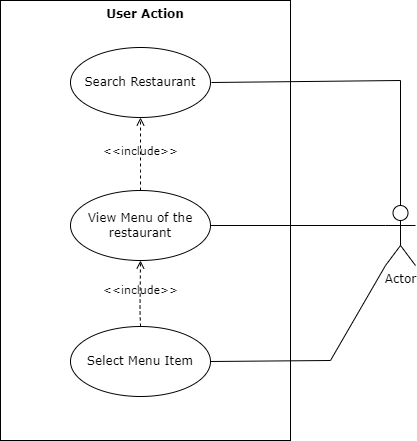 User Action
Search Restaurant
<<include>>
View Menu of the
restaurant
<<include>>
Actor
Select Menu Item